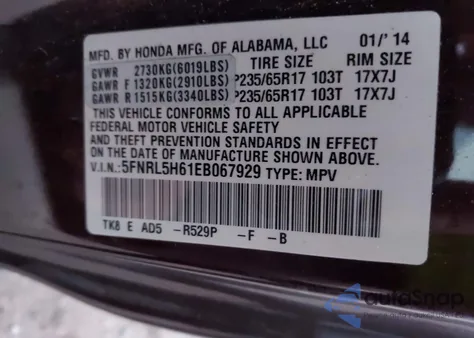 MFD. BY HONDA MFG. OF ALABAMA, LLC 01/'14
TIRE SIZE RIM SIZE
GVWR 2730KG(6019LBS)
GAWR F 1320KG(2910LBS) P235/65R17 103T 17X7J
GAWR R 1515KG(3340LBS) P235/65R17 103T 17X7J
THIS VEHICLE CONFORMS TO ALL APPLICABLE
FEDERAL MOTOR VEHICLE SAFETY
AND THEFT PREVENTION STANDARDS IN EFFECT
ON THE DATE OF MANUFACTURE SHOWN ABOVE.
V.I.N.:5FNRL5H61EB067929 TYPE: MPV
TK8 E AD5 -R529P -F -B
autoSnap